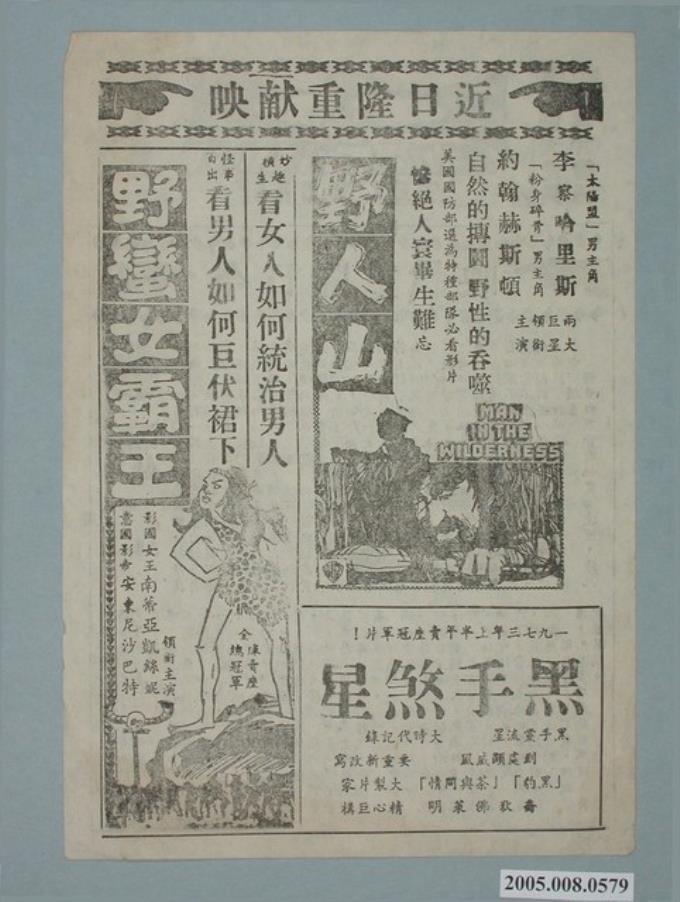 近日隆重献映
「太陽盟」男主角
李察哈里斯
「粉身碎骨」男主角
約翰赫斯頓
兩大巨星領銜主演
自然的搏鬪 野性的吞噬
美國國防部選為特種部隊必看影片
慘絕人寰畢生難忘
野人山
MAN
IN THE
WILDERNESS
妙趣橫生
看女人如何統治男人
怪事百出
看男人如何巨伏裙下
野蠻女霸王
影國女王南蒂亞凱絲妮
意國影帝安東尼沙巴特
領銜主演
全
賣座
總冠軍
一九七三年上半年賣座冠軍片！
黑手煞星
黑手黨流星
大時代記錄
到處顯威風
要重新改寫
「黑豹」「茶與同情」大製片家
喬狄佛萊明 精心巨構
2005.008.0579